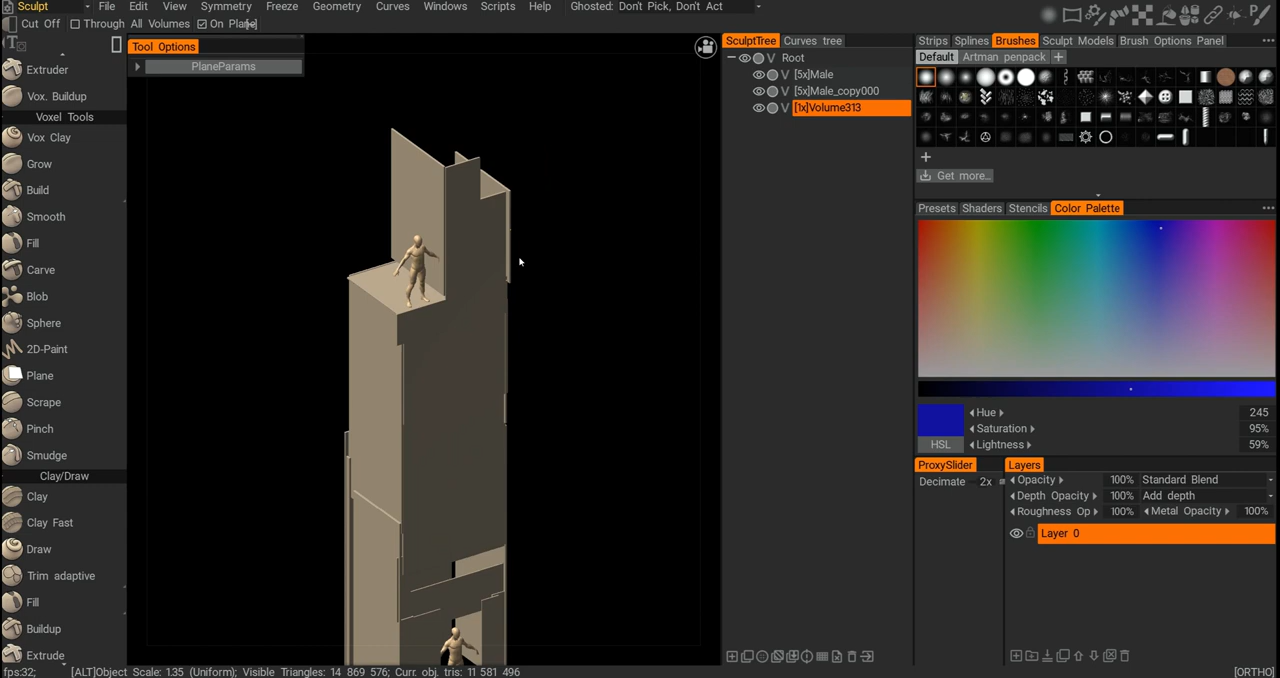 Sculpt File Edit View Symmetry Freeze Geometry Curves Windows Scripts Help Ghosted: Don't Pick, Don't Act
Cut Off Through All Volumes On Plane
Tool Options
PlaneParams
Extruder
Vox. Buildup
Voxel Tools
Vox Clay
Grow
Build
Smooth
Fill
Carve
Blob
Sphere
2D-Paint
Plane
Scrape
Pinch
Smudge
Clay/Draw
Clay
Clay Fast
Draw
Trim adaptive
Fill
Buildup
Extrude
SculptTree Curves tree
Root
V [5x]Male
V [5x]Male_copy000
V [1x]Volume313
Strips Splines Brushes Sculpt Models Brush Options Panel
Default Artman penpack
Get more...
Presets Shaders Stencils Color Palette
Hue 245
Saturation 95%
HSL Lightness 59%
ProxySlider
Decimate 2x
Layers
Opacity 100% Standard Blend
Depth Opacity 100% Add depth
Roughness Op 100% Metal Opacity 100%
Layer 0
fps:32; [ALT]Object Scale: 1.35 (Uniform); Visible Triangles: 14 869 576; Curr. obj. tris: 11 581 496 [ORTHO]